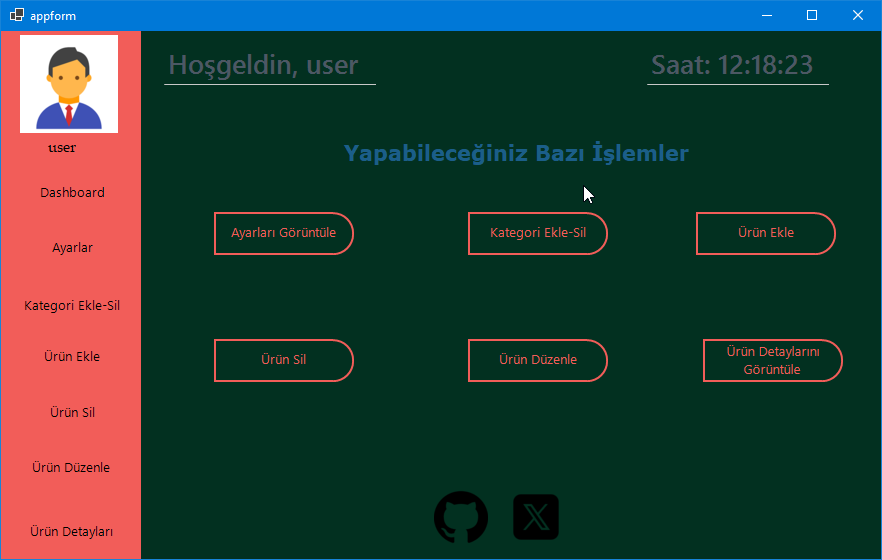 appform
Hoşgeldin, user
Saat: 12:18:23
user
Dashboard
Ayarlar
Kategori Ekle-Sil
Ürün Ekle
Ürün Sil
Ürün Düzenle
Ürün Detayları
Yapabileceğiniz Bazı İşlemler
Ayarları Görüntüle
Kategori Ekle-Sil
Ürün Ekle
Ürün Sil
Ürün Düzenle
Ürün Detaylarını
Görüntüle